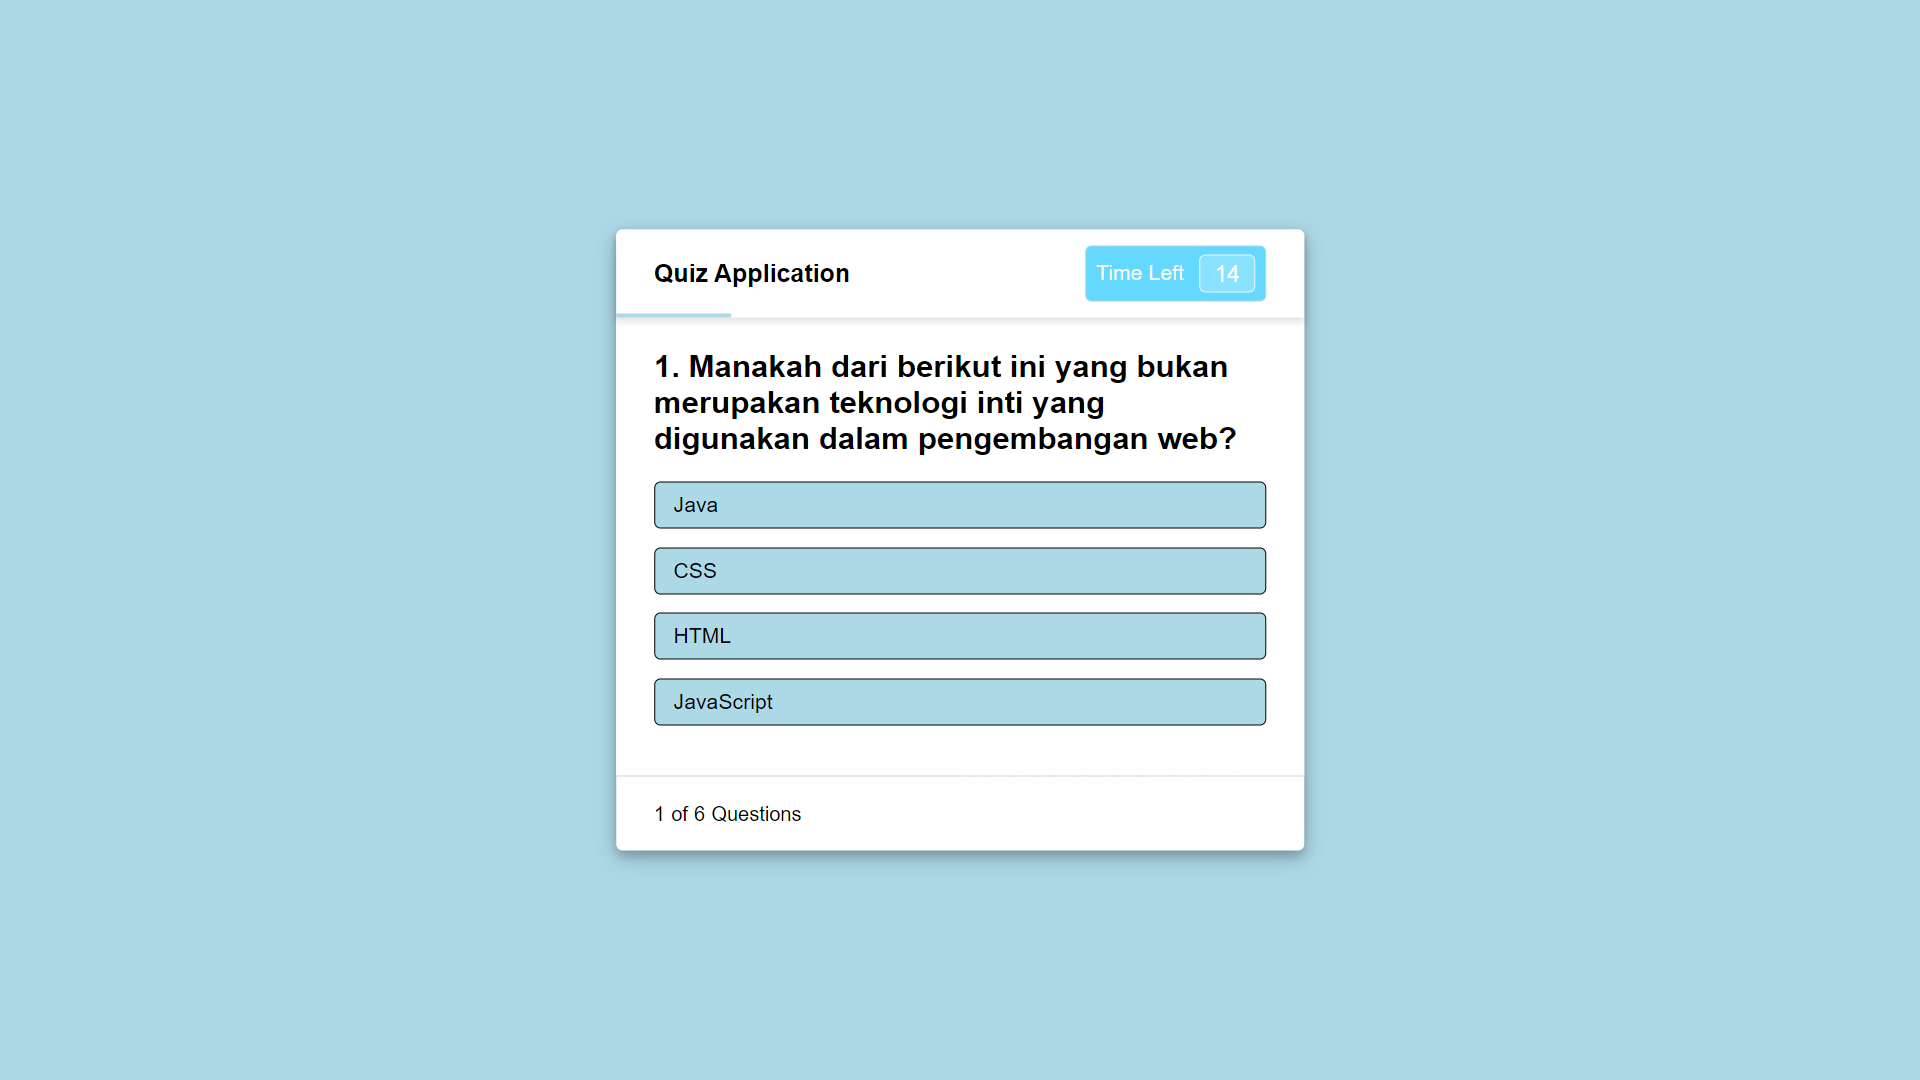 Quiz Application
Time Left 14
1. Manakah dari berikut ini yang bukan
merupakan teknologi inti yang
digunakan dalam pengembangan web?
Java
CSS
HTML
JavaScript
1 of 6 Questions